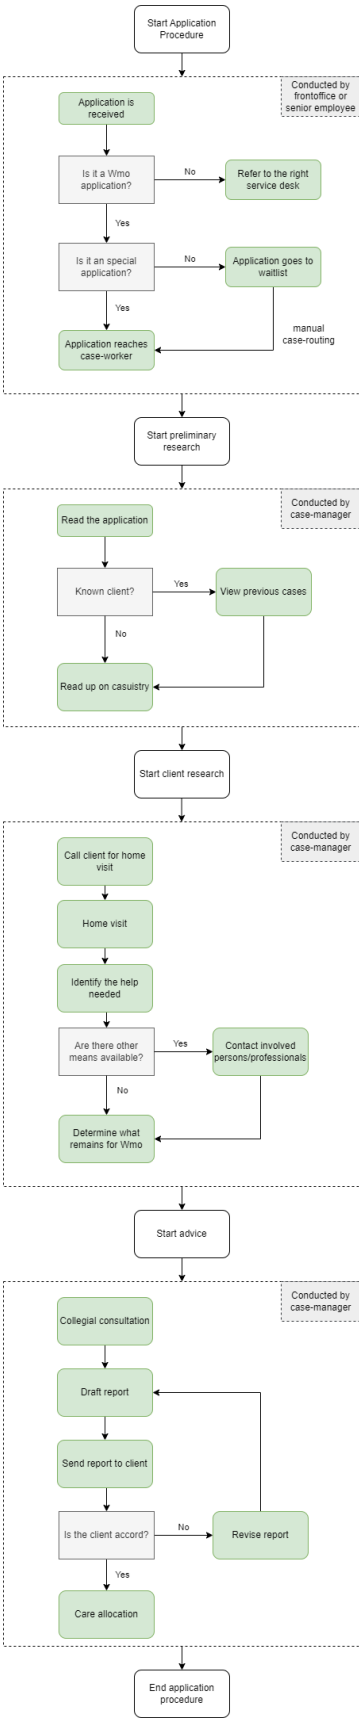 Start Application
Procedure
Conducted by
frontoffice or
senior employee
Application is
received
Is it a Wmo
application?
No
Refer to the right
service desk
Yes
Is it an special
application?
No
Application goes to
waitlist
Yes
manual
case-routing
Application reaches
case-worker
Start preliminary
research
Conducted by
case-manager
Read the application
Known client?
Yes
View previous cases
No
Read up on casuistry
Start client research
Conducted by
case-manager
Call client for home
visit
Home visit
Identify the help
needed
Are there other
means available?
Yes
Contact involved
persons/professionals
No
Determine what
remains for Wmo
Start advice
Conducted by
case-manager
Collegial consultation
Draft report
Send report to client
Is the client accord?
No
Revise report
Yes
Care allocation
End application
procedure